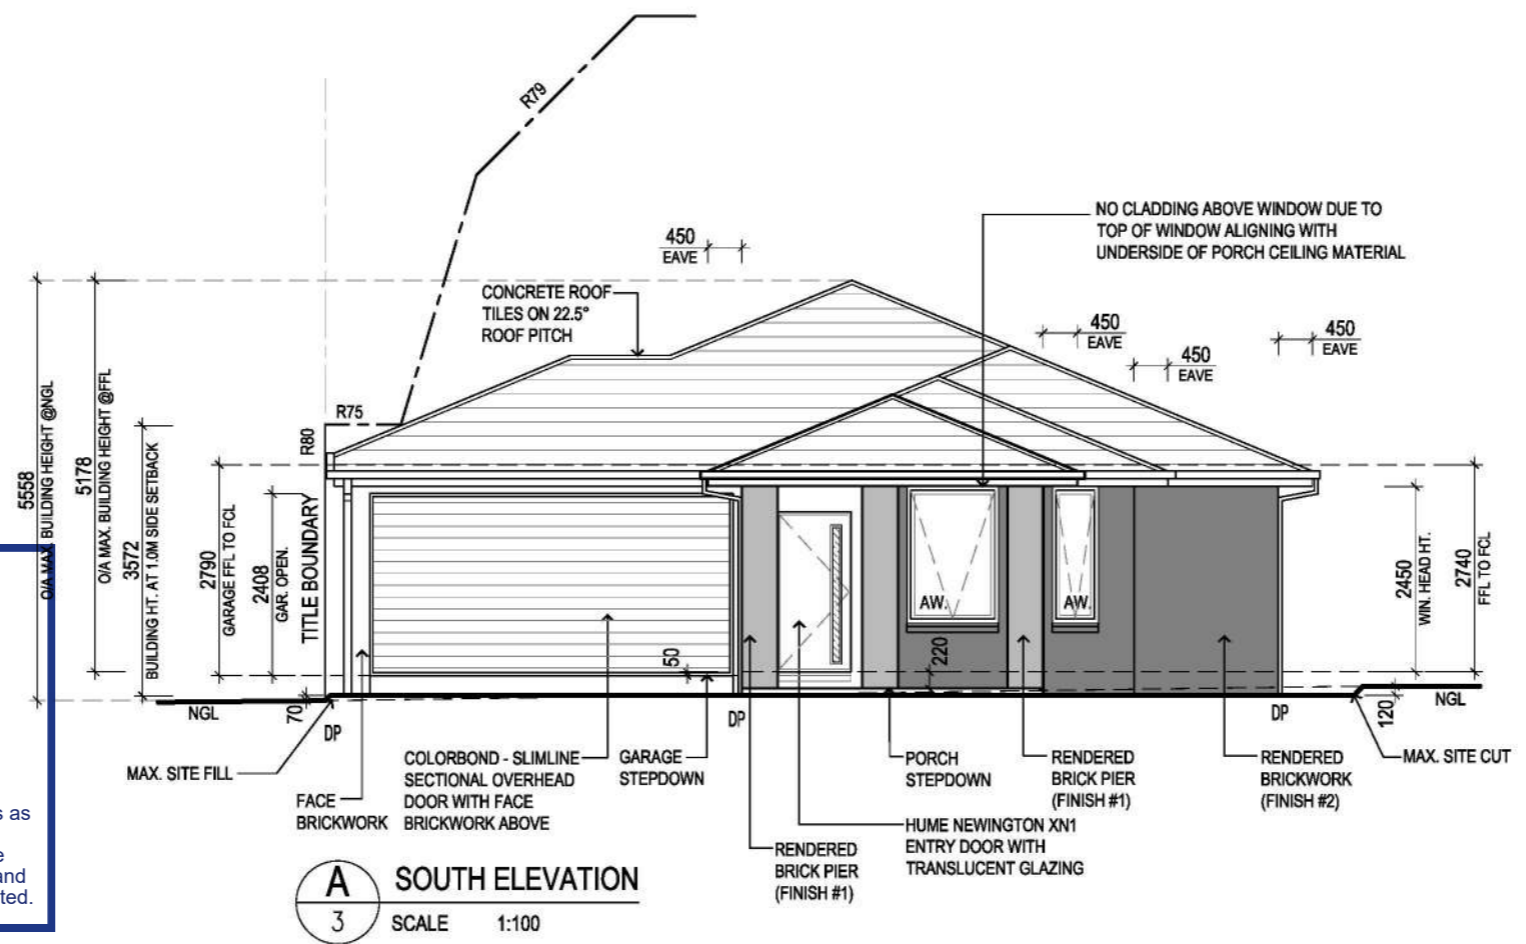 R79
NO CLADDING ABOVE WINDOW DUE TO
TOP OF WINDOW ALIGNING WITH
UNDERSIDE OF PORCH CEILING MATERIAL
450
EAVE
CONCRETE ROOF
TILES ON 22.5°
ROOF PITCH
450
EAVE
450
EAVE
450
EAVE
R75
R80
5558
O/A MAX. BUILDING HEIGHT @NGL
5178
O/A MAX. BUILDING HEIGHT @FFL
3572
BUILDING HT. AT 1.0M SIDE SETBACK
2790
GARAGE FFL TO FCL
2408
GAR. OPEN.
TITLE BOUNDARY
AW.
AW.
2450
WIN. HEAD HT.
2740
FFL TO FCL
50
220
NGL
70
DP
DP
DP
120
NGL
MAX. SITE FILL
FACE
BRICKWORK
COLORBOND - SLIMLINE
SECTIONAL OVERHEAD
DOOR WITH FACE
BRICKWORK ABOVE
GARAGE
STEPDOWN
RENDERED
BRICK PIER
(FINISH #1)
PORCH
STEPDOWN
HUME NEWINGTON XN1
ENTRY DOOR WITH
TRANSLUCENT GLAZING
RENDERED
BRICK PIER
(FINISH #1)
RENDERED
BRICKWORK
(FINISH #2)
MAX. SITE CUT
s as
e
and
ted.
A
3
SOUTH ELEVATION
SCALE 1:100